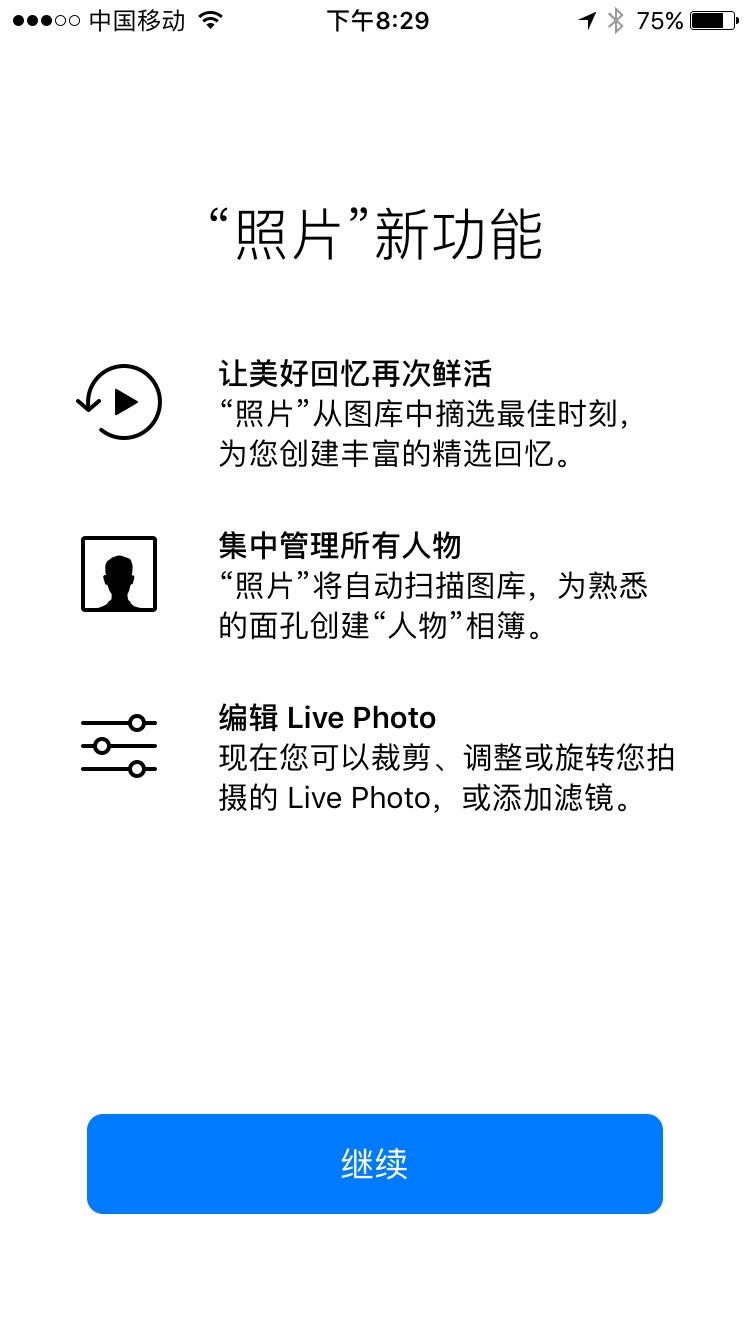 中国移动 下午8:29 75%
“照片”新功能
让美好回忆再次鲜活
“照片”从图库中摘选最佳时刻，
为您创建丰富的精选回忆。
集中管理所有人物
“照片”将自动扫描图库，为熟悉
的面孔创建“人物”相簿。
编辑 Live Photo
现在您可以裁剪、调整或旋转您拍
摄的 Live Photo，或添加滤镜。
继续